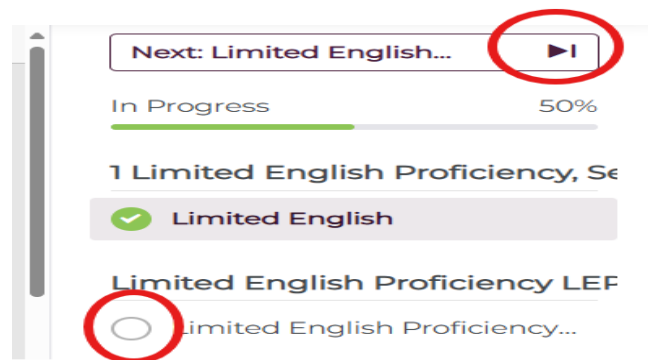 Next: Limited English...
In Progress 50%
1 Limited English Proficiency, Se
Limited English
Limited English Proficiency LEP
Limited English Proficiency...